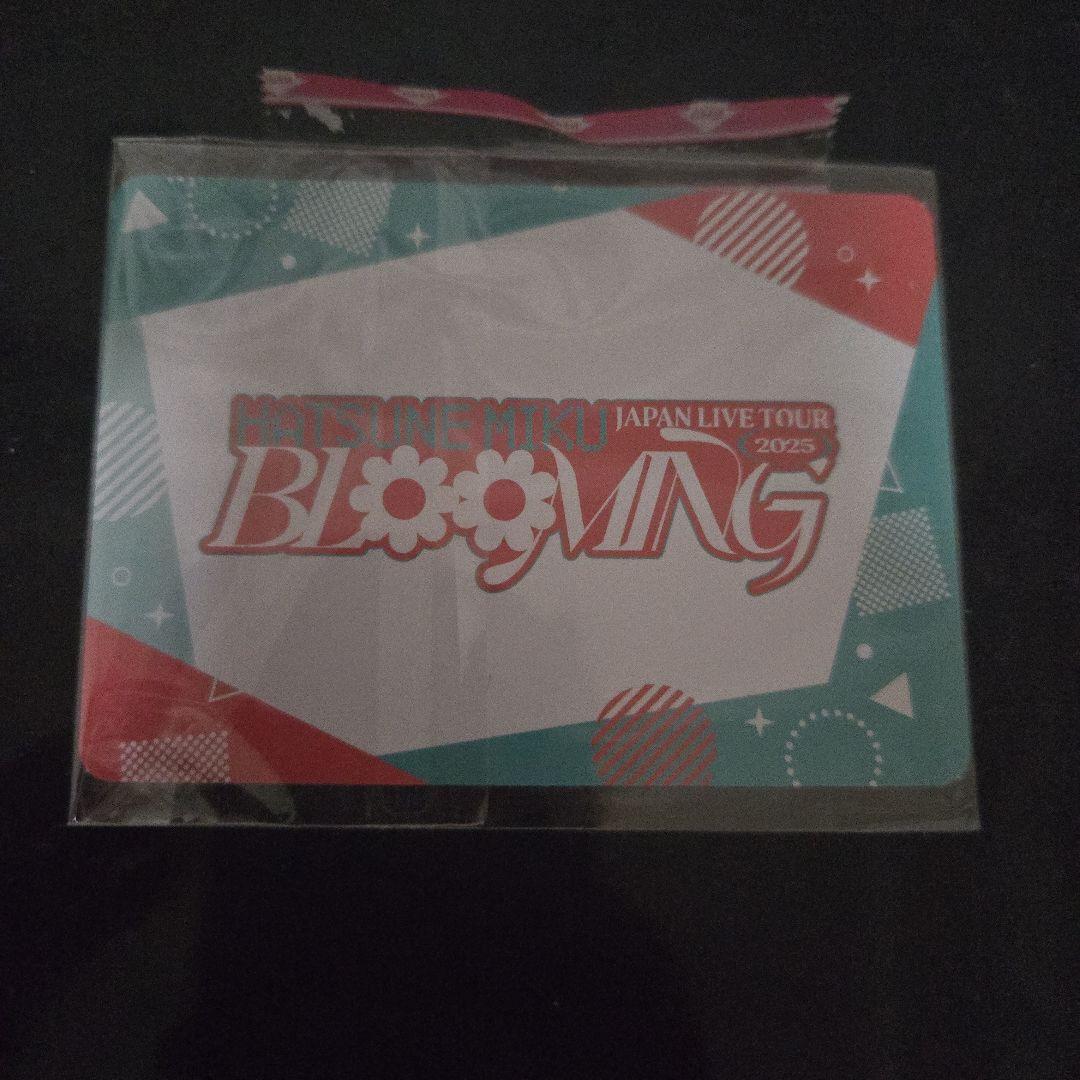 HATSUNE MIKU JAPAN LIVE TOUR
2025
BLOOMING